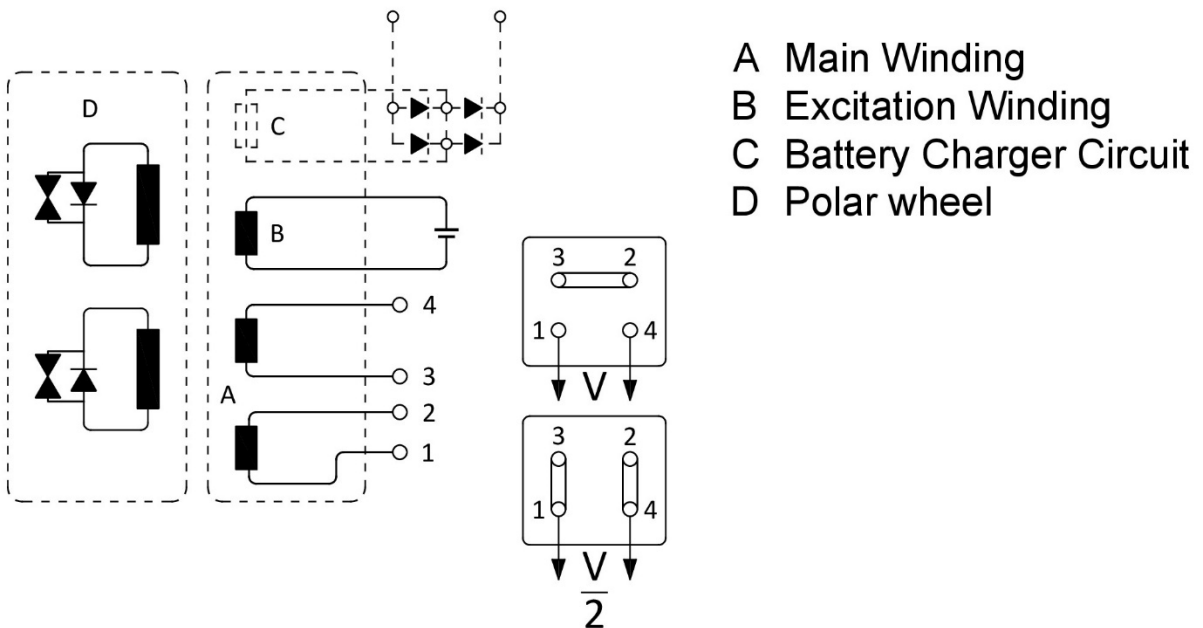 A Main Winding
B Excitation Winding
C Battery Charger Circuit
D Polar wheel
D
C
B
4
3
A
2
1
3 2
1 4
V
3 2
1 4
V
2